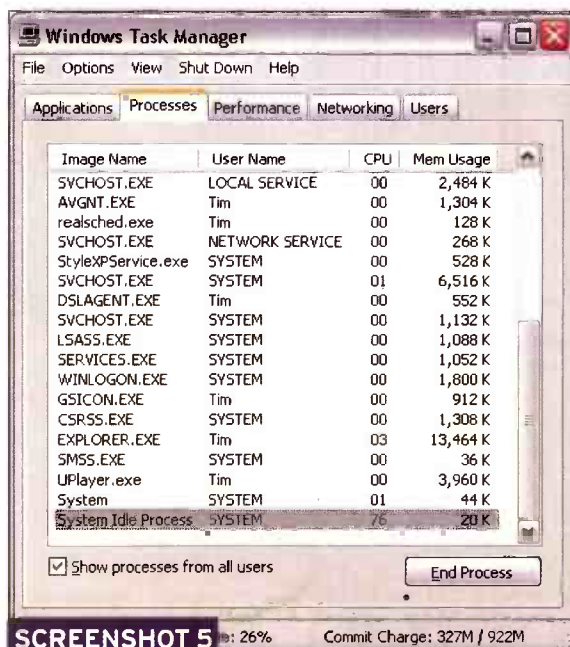 Windows Task Manager
File Options View Shut Down Help
Applications Processes Performance Networking Users
Image Name User Name CPU Mem Usage
SVCHOST.EXE LOCAL SERVICE 00 2,484 K
AVGNT.EXE Tim 00 1,304 K
realsched.exe Tim 00 128 K
SVCHOST.EXE NETWORK SERVICE 00 268 K
StyleXPService.exe SYSTEM 00 528 K
SVCHOST.EXE SYSTEM 01 6,516 K
DSLAGENT.EXE Tim 00 552 K
SVCHOST.EXE SYSTEM 00 1,132 K
LSASS.EXE SYSTEM 00 1,088 K
SERVICES.EXE SYSTEM 00 1,052 K
WINLOGON.EXE SYSTEM 00 1,800 K
GSICON.EXE Tim 00 912 K
CSRSS.EXE SYSTEM 00 1,308 K
EXPLORER.EXE Tim 03 13,464 K
SMSS.EXE SYSTEM 00 36 K
UPlayer.exe Tim 00 3,960 K
System SYSTEM 01 44 K
System Idle Process SYSTEM 76 20 K
Show processes from all users End Process
SCREENSHOT 5 e: 26% Commit Charge: 327M / 922M